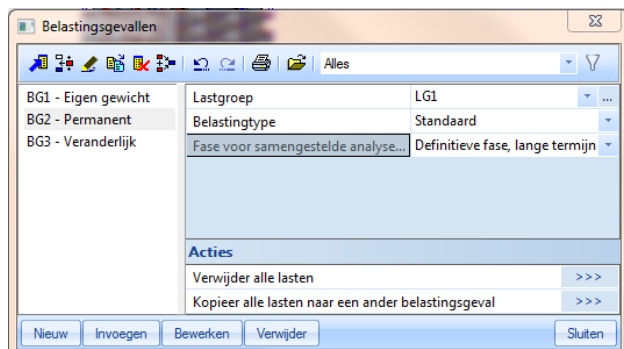 Belastingsgevallen
Alles
BG1 - Eigen gewicht
BG2 - Permanent
BG3 - Veranderlijk
Lastgroep LG1 ...
Belastingtype Standaard
Fase voor samengestelde analyse... Definitieve fase, lange termijn
Acties
Verwijder alle lasten >>>
Kopieer alle lasten naar een ander belastingsgeval >>>
Nieuw Invoegen Bewerken Verwijder Sluiten